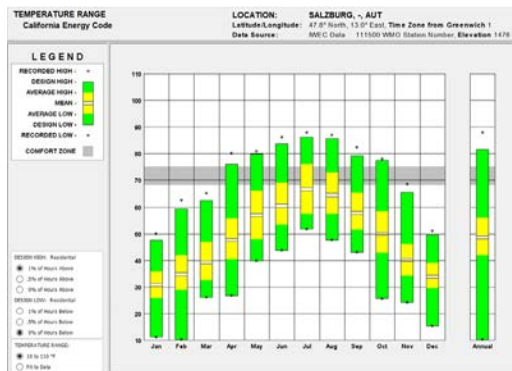 TEMPERATURE RANGE
California Energy Code
LOCATION: SALZBURG, -, AUT
Latitude/Longitude: 47.8° North, 13.0° East, Time Zone from Greenwich 1
Data Source: IWEC Data 111500 WMO Station Number, Elevation 1476
LEGEND
RECORDED HIGH -
DESIGN HIGH -
AVERAGE HIGH -
MEAN -
AVERAGE LOW -
DESIGN LOW -
RECORDED LOW -
COMFORT ZONE
110
100
90
80
70
60
50
40
30
20
10
Jan Feb Mar Apr May Jun Jul Aug Sep Oct Nov Dec Annual
DESIGN HIGH: Residential
1% of Hours Above
.5% of Hours Above
0% of Hours Above
DESIGN LOW: Residential
1% of Hours Below
.5% of Hours Below
0% of Hours Below
TEMPERATURE RANGE:
10 to 110 °F
Fit to Data